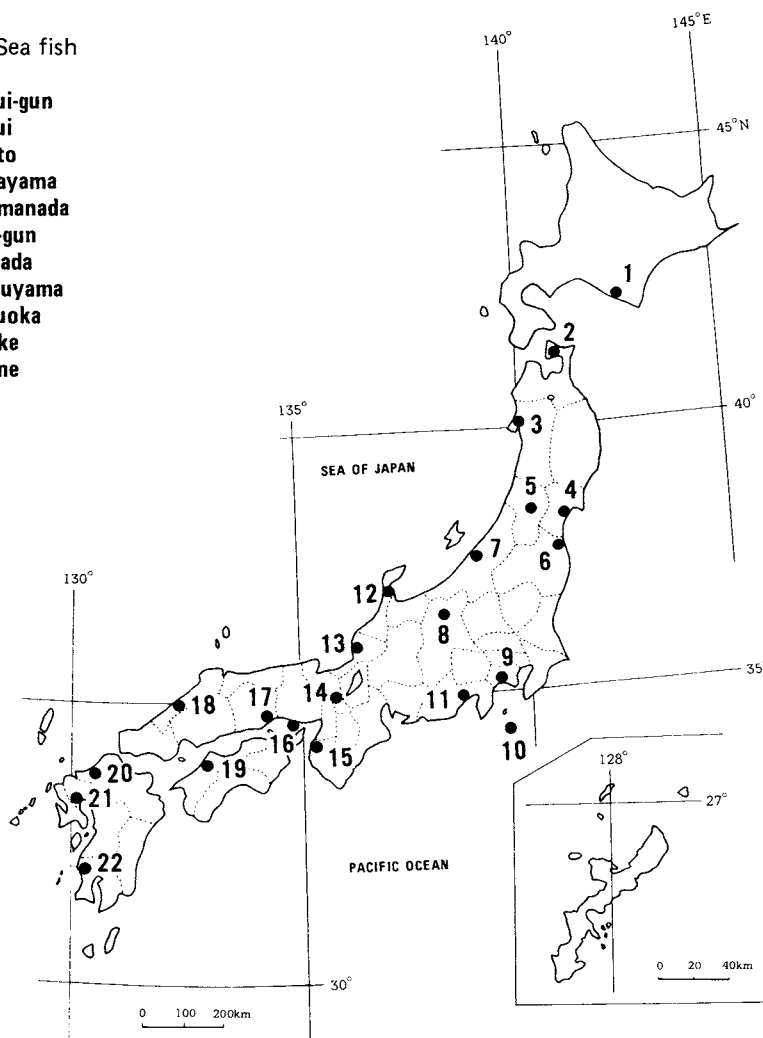 Sea fish
ui-gun
ui
to
ayama
manada
-gun
ada
uyama
uoka
ke
ne
140°
145°E
45°N
1
2
40°
135°
3
SEA OF JAPAN
5
4
7
6
130°
12
8
13
9
35°
14
11
17
18
16
15
10
19
20
128°
21
27°
22
PACIFIC OCEAN
30°
0 20 40km
0 100 200km